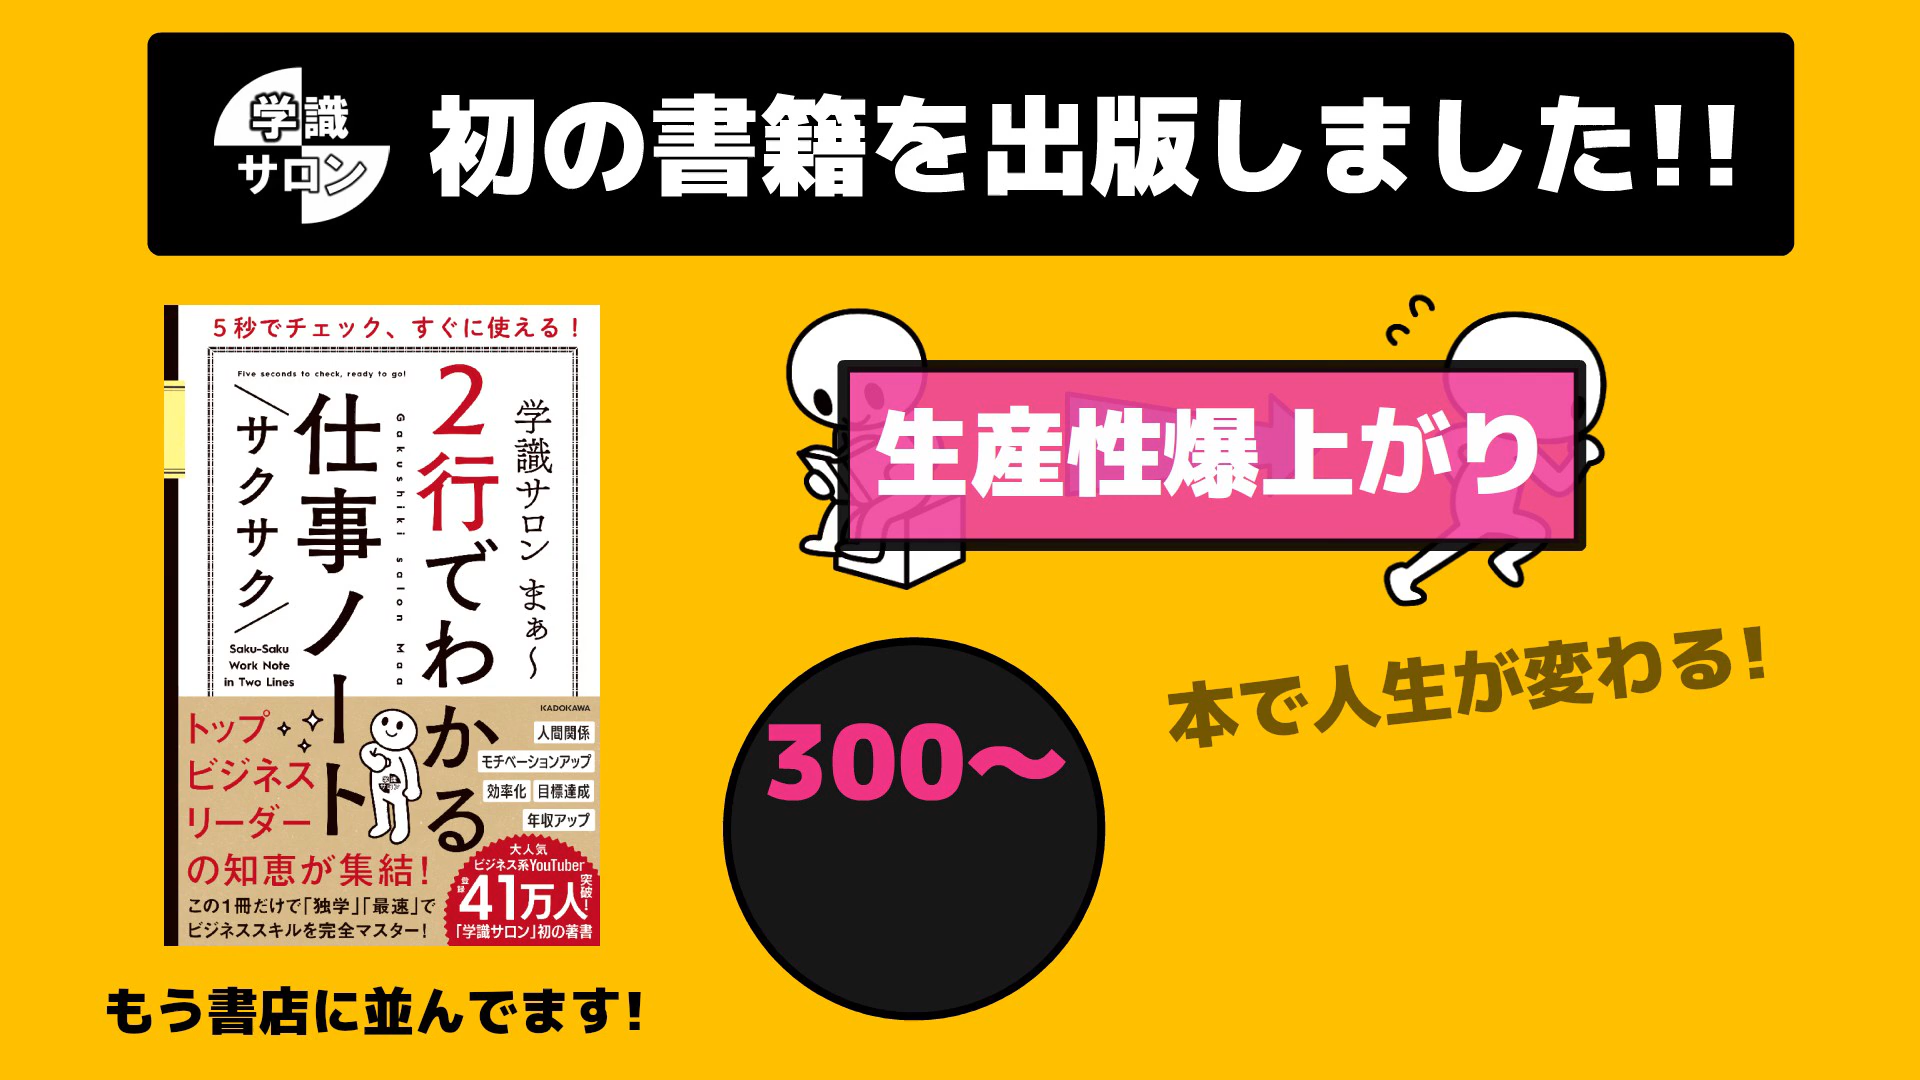 学識
サロン
初の書籍を出版しました!!
5秒でチェック、すぐに使える!
Five seconds to check, ready to go!
学識サロン まぁ~
2行でわかる
Gakushiki salon Maa
仕事ノート
サクサク
Saku-Saku
Work Note
in Two Lines
KADOKAWA
トップ
ビジネス
リーダー
の知恵が集結!
この1冊だけで「独学」「最速」で
ビジネススキルを完全マスター!
学識
サロン
人間関係
モチベーションアップ
効率化 目標達成
年収アップ
大人気
ビジネス系YouTuber
登録41万人突破!
「学識サロン」初の著書
もう書店に並んでます!
生産性爆上がり
300〜
本で人生が変わる!